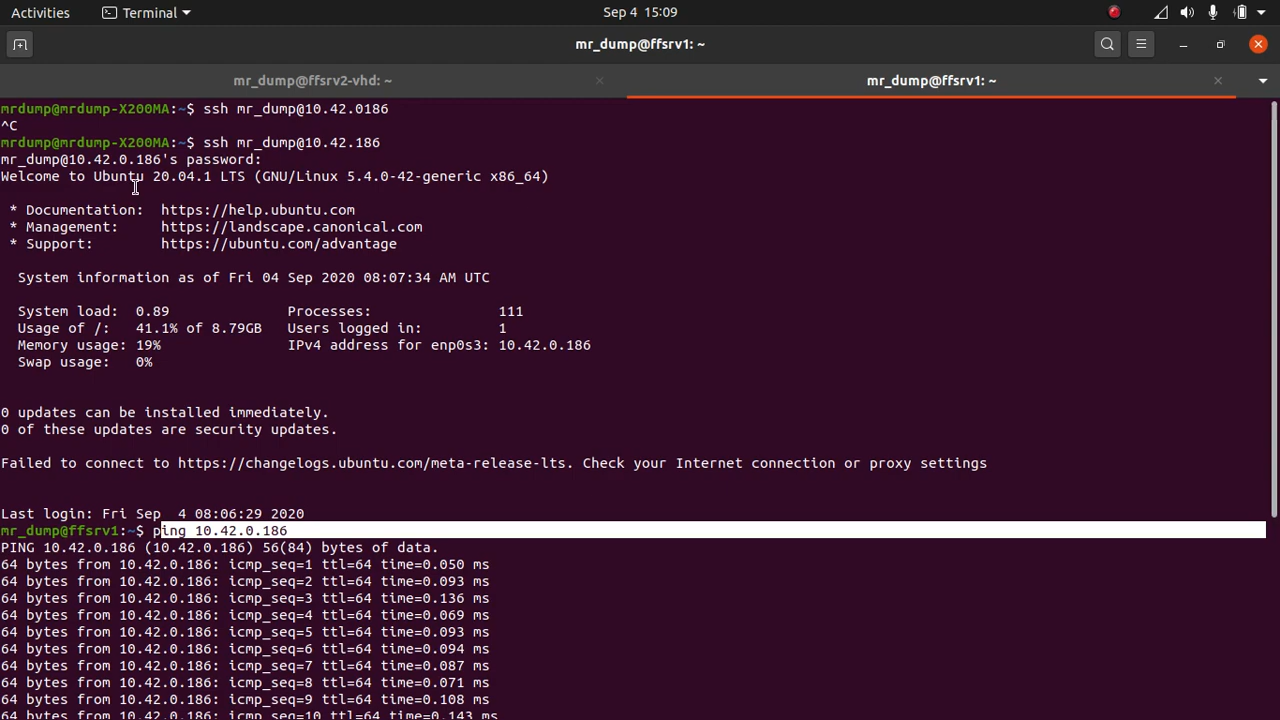 Activities Terminal Sep 4 15:09
mr_dump@ffsrv1: ~
mr_dump@ffsrv2-vhd: ~ mr_dump@ffsrv1: ~
mrdump@mrdump-X200MA:~$ ssh mr_dump@10.42.0186
^C
mrdump@mrdump-X200MA:~$ ssh mr_dump@10.42.186
mr_dump@10.42.0.186's password:
Welcome to Ubuntu 20.04.1 LTS (GNU/Linux 5.4.0-42-generic x86_64)
* Documentation: https://help.ubuntu.com
* Management: https://landscape.canonical.com
* Support: https://ubuntu.com/advantage
System information as of Fri 04 Sep 2020 08:07:34 AM UTC
System load: 0.89 Processes: 111
Usage of /: 41.1% of 8.79GB Users logged in: 1
Memory usage: 19% IPv4 address for enp0s3: 10.42.0.186
Swap usage: 0%
0 updates can be installed immediately.
0 of these updates are security updates.
Failed to connect to https://changelogs.ubuntu.com/meta-release-lts. Check your Internet connection or proxy settings
Last login: Fri Sep 4 08:06:29 2020
mr_dump@ffsrv1:~$ ping 10.42.0.186
PING 10.42.0.186 (10.42.0.186) 56(84) bytes of data.
64 bytes from 10.42.0.186: icmp_seq=1 ttl=64 time=0.050 ms
64 bytes from 10.42.0.186: icmp_seq=2 ttl=64 time=0.093 ms
64 bytes from 10.42.0.186: icmp_seq=3 ttl=64 time=0.136 ms
64 bytes from 10.42.0.186: icmp_seq=4 ttl=64 time=0.069 ms
64 bytes from 10.42.0.186: icmp_seq=5 ttl=64 time=0.093 ms
64 bytes from 10.42.0.186: icmp_seq=6 ttl=64 time=0.094 ms
64 bytes from 10.42.0.186: icmp_seq=7 ttl=64 time=0.087 ms
64 bytes from 10.42.0.186: icmp_seq=8 ttl=64 time=0.071 ms
64 bytes from 10.42.0.186: icmp_seq=9 ttl=64 time=0.108 ms
64 bytes from 10.42.0.186: icmp_seq=10 ttl=64 time=0.143 ms